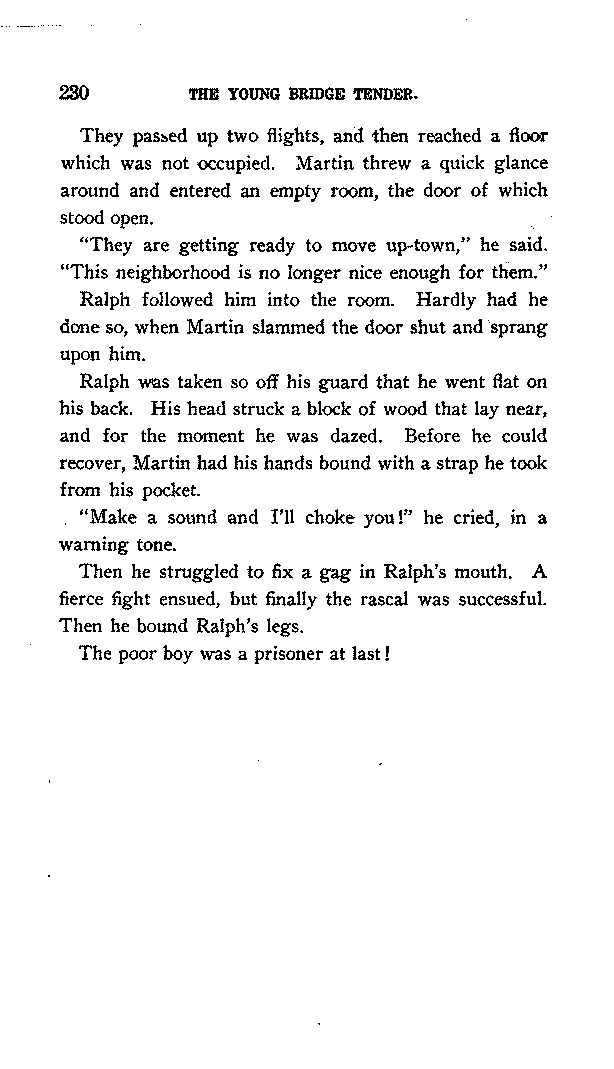 230 THE YOUNG BRIDGE TENDER.
They passed up two flights, and then reached a floor
which was not occupied. Martin threw a quick glance
around and entered an empty room, the door of which
stood open.
"They are getting ready to move up-town," he said.
"This neighborhood is no longer nice enough for them."
Ralph followed him into the room. Hardly had he
done so, when Martin slammed the door shut and sprang
upon him.
Ralph was taken so off his guard that he went flat on
his back. His head struck a block of wood that lay near,
and for the moment he was dazed. Before he could
recover, Martin had his hands bound with a strap he took
from his pocket.
"Make a sound and I'll choke you!" he cried, in a
warning tone.
Then he struggled to fix a gag in Ralph's mouth. A
fierce fight ensued, but finally the rascal was successful.
Then he bound Ralph's legs.
The poor boy was a prisoner at last!